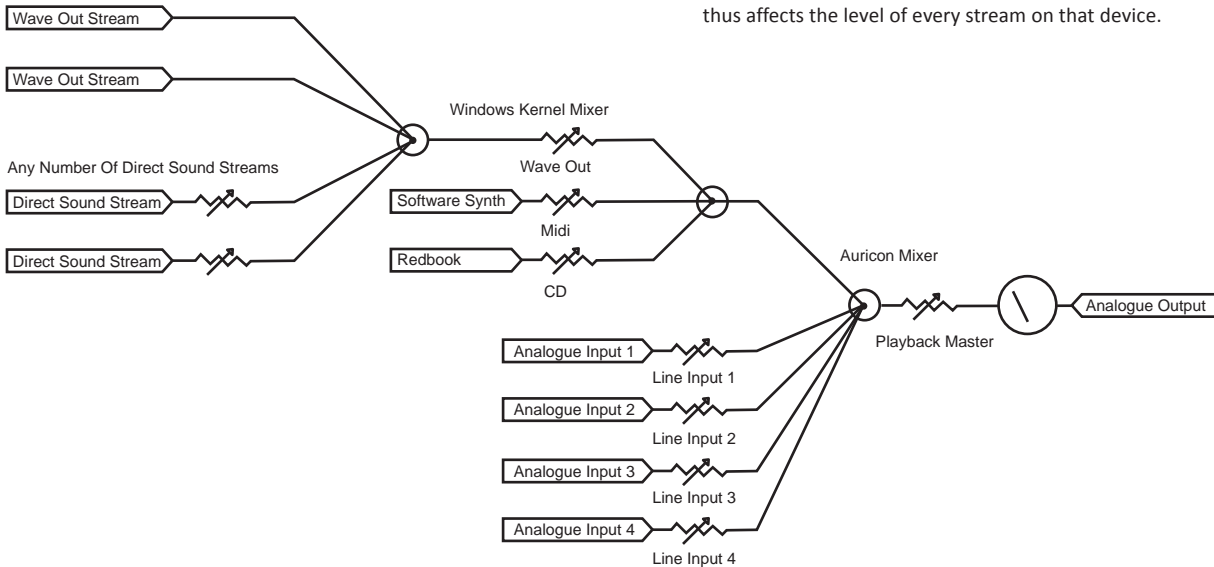 thus affects the level of every stream on that device.
Wave Out Stream
Wave Out Stream
Windows Kernel Mixer
Wave Out
Any Number Of Direct Sound Streams
Direct Sound Stream
Direct Sound Stream
Software Synth
Midi
Redbook
CD
Auricon Mixer
Playback Master
Analogue Output
Analogue Input 1
Line Input 1
Analogue Input 2
Line Input 2
Analogue Input 3
Line Input 3
Analogue Input 4
Line Input 4